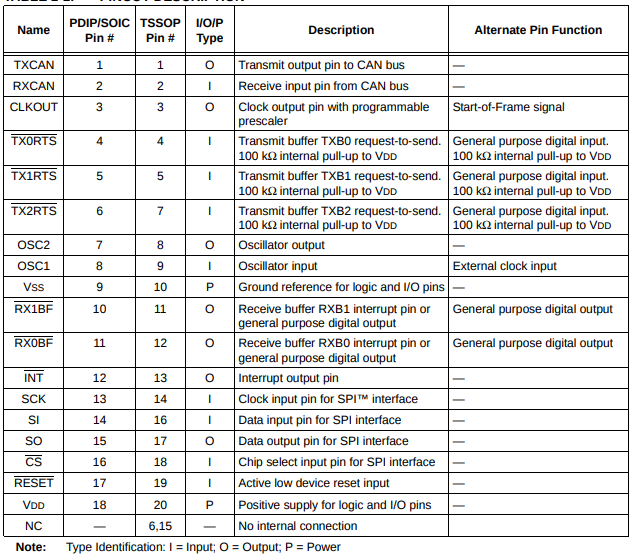 Name PDIP/SOIC Pin # TSSOP Pin # I/O/P Type Description Alternate Pin Function
TXCAN 1 1 O Transmit output pin to CAN bus —
RXCAN 2 2 I Receive input pin from CAN bus —
CLKOUT 3 3 O Clock output pin with programmable prescaler Start-of-Frame signal
TX0RTS 4 4 I Transmit buffer TXB0 request-to-send. 100 kΩ internal pull-up to VDD General purpose digital input. 100 kΩ internal pull-up to VDD
TX1RTS 5 5 I Transmit buffer TXB1 request-to-send. 100 kΩ internal pull-up to VDD General purpose digital input. 100 kΩ internal pull-up to VDD
TX2RTS 6 7 I Transmit buffer TXB2 request-to-send. 100 kΩ internal pull-up to VDD General purpose digital input. 100 kΩ internal pull-up to VDD
OSC2 7 8 O Oscillator output —
OSC1 8 9 I Oscillator input External clock input
VSS 9 10 P Ground reference for logic and I/O pins —
RX1BF 10 11 O Receive buffer RXB1 interrupt pin or general purpose digital output General purpose digital output
RX0BF 11 12 O Receive buffer RXB0 interrupt pin or general purpose digital output General purpose digital output
INT 12 13 O Interrupt output pin —
SCK 13 14 I Clock input pin for SPI™ interface —
SI 14 16 I Data input pin for SPI interface —
SO 15 17 O Data output pin for SPI interface —
CS 16 18 I Chip select input pin for SPI interface —
RESET 17 19 I Active low device reset input —
VDD 18 20 P Positive supply for logic and I/O pins —
NC — 6,15 — No internal connection
Note: Type Identification: I = Input; O = Output; P = Power